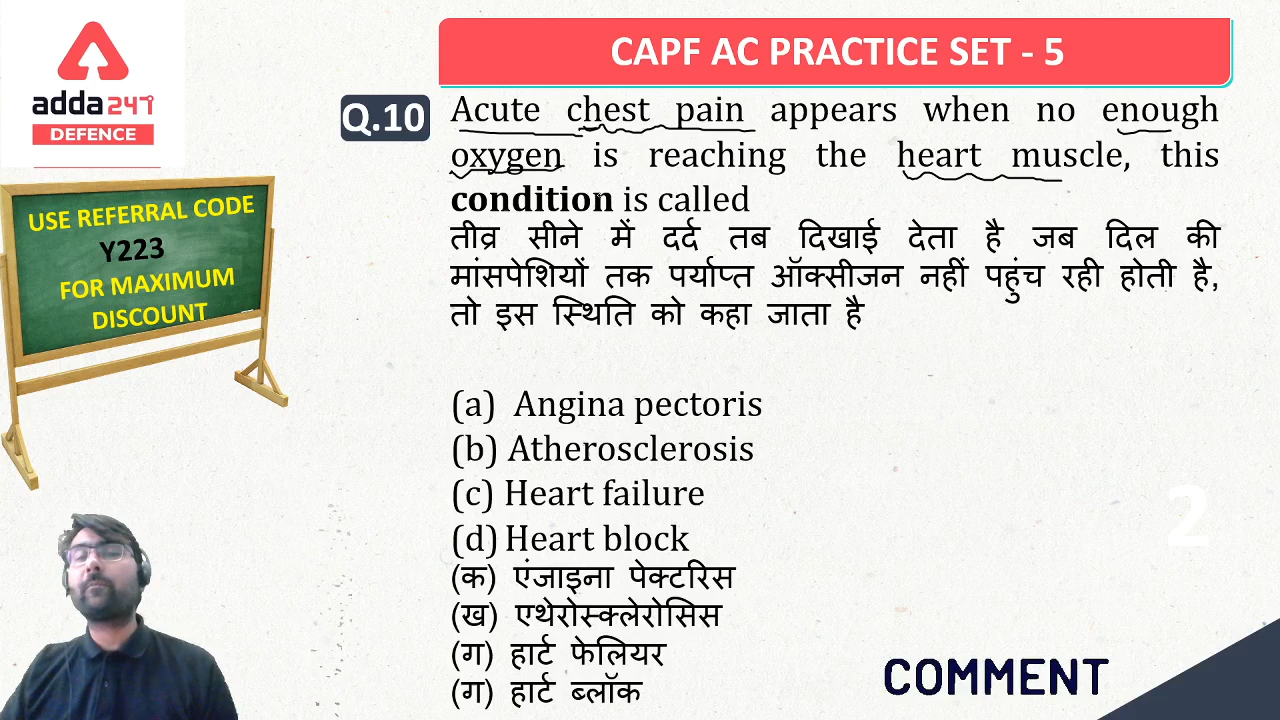 adda247
DEFENCE
USE REFERRAL CODE
Y223
FOR MAXIMUM
DISCOUNT
CAPF AC PRACTICE SET - 5
Q.10
Acute chest pain appears when no enough
oxygen is reaching the heart muscle, this
condition is called
तीव्र सीने में दर्द तब दिखाई देता है जब दिल की
मांसपेशियों तक पर्याप्त ऑक्सीजन नहीं पहुंच रही होती है,
तो इस स्थिति को कहा जाता है
(a) Angina pectoris
(b) Atherosclerosis
(c) Heart failure
(d) Heart block
(क) एंजाइना पेक्टरिस
(ख) एथेरोस्क्लेरोसिस
(ग) हार्ट फेलियर
(ग) हार्ट ब्लॉक
2
COMMENT